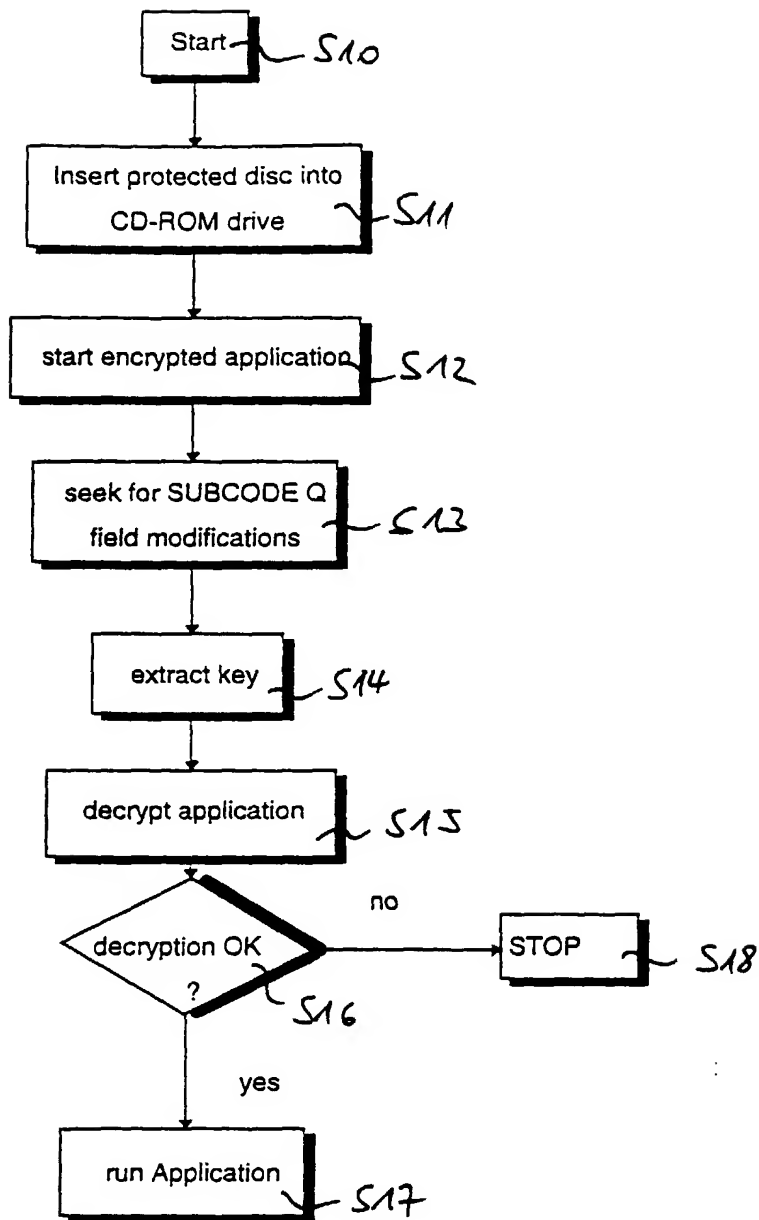 Start S10
Insert protected disc into
CD-ROM drive S11
start encrypted application S12
seek for SUBCODE Q
field modifications S13
extract key S14
decrypt application S15
no
decryption OK
? S16
STOP S18
yes
run Application S17